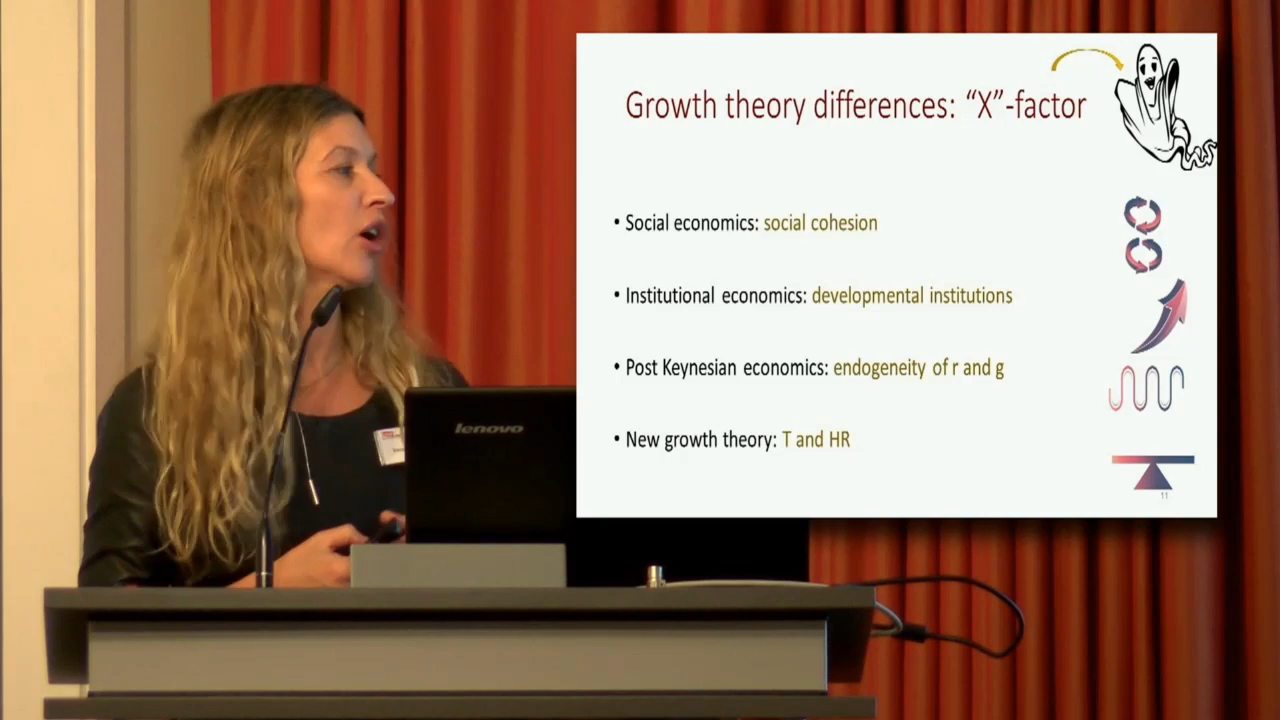 Growth theory differences: “X”-factor
• Social economics: social cohesion
• Institutional economics: developmental institutions
• Post Keynesian economics: endogeneity of r and g
• New growth theory: T and HR
11
lenovo